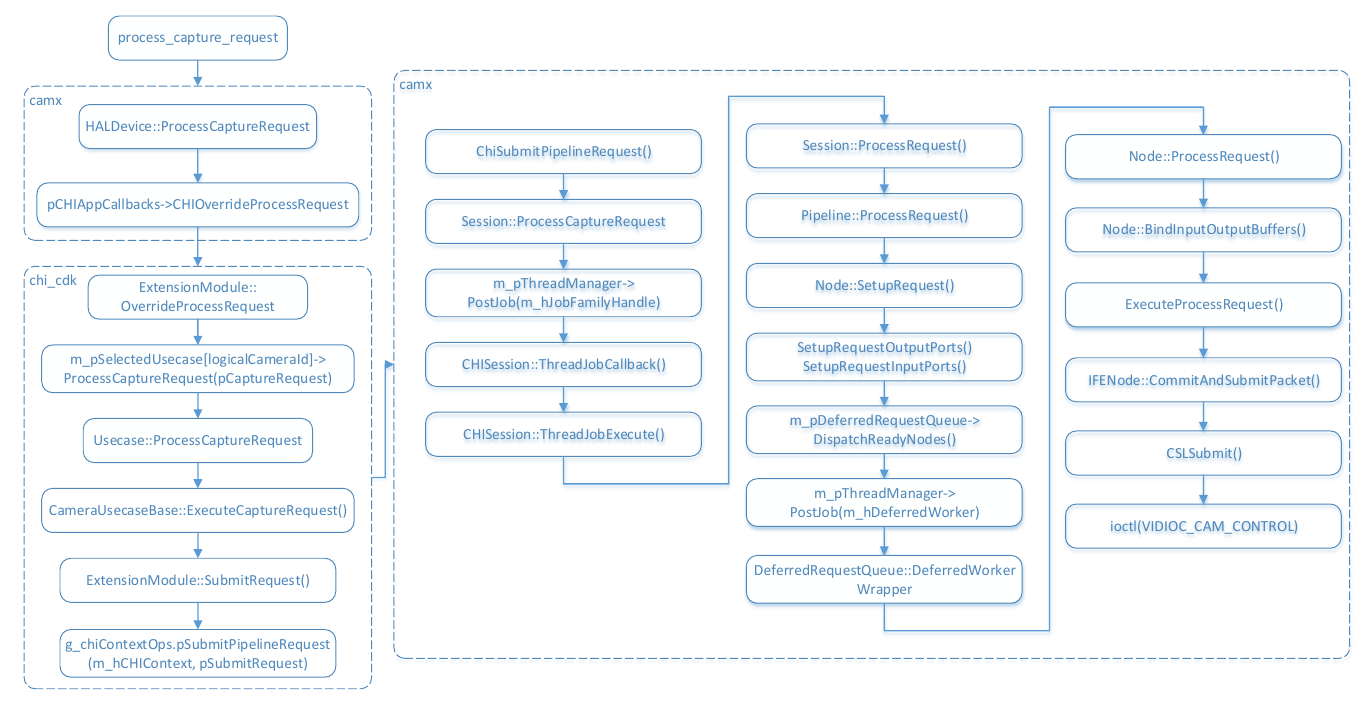 process_capture_request
camx
HALDevice::ProcessCaptureRequest
pCHIAppCallbacks->CHIOverrideProcessRequest
chi_cdk
ExtensionModule::
OverrideProcessRequest
m_pSelectedUsecase[logicalCameraId]->
ProcessCaptureRequest(pCaptureRequest)
Usecase::ProcessCaptureRequest
CameraUsecaseBase::ExecuteCaptureRequest()
ExtensionModule::SubmitRequest()
g_chiContextOps.pSubmitPipelineRequest
(m_hCHIContext, pSubmitRequest)
camx
ChiSubmitPipelineRequest()
Session::ProcessCaptureRequest
m_pThreadManager->
PostJob(m_hJobFamilyHandle)
CHISession::ThreadJobCallback()
CHISession::ThreadJobExecute()
Session::ProcessRequest()
Pipeline::ProcessRequest()
Node::SetupRequest()
SetupRequestOutputPorts()
SetupRequestInputPorts()
m_pDeferredRequestQueue->
DispatchReadyNodes()
m_pThreadManager->
PostJob(m_hDeferredWorker)
DeferredRequestQueue::DeferredWorker
Wrapper
Node::ProcessRequest()
Node::BindInputOutputBuffers()
ExecuteProcessRequest()
IFENode::CommitAndSubmitPacket()
CSLSubmit()
ioctl(VIDIOC_CAM_CONTROL)